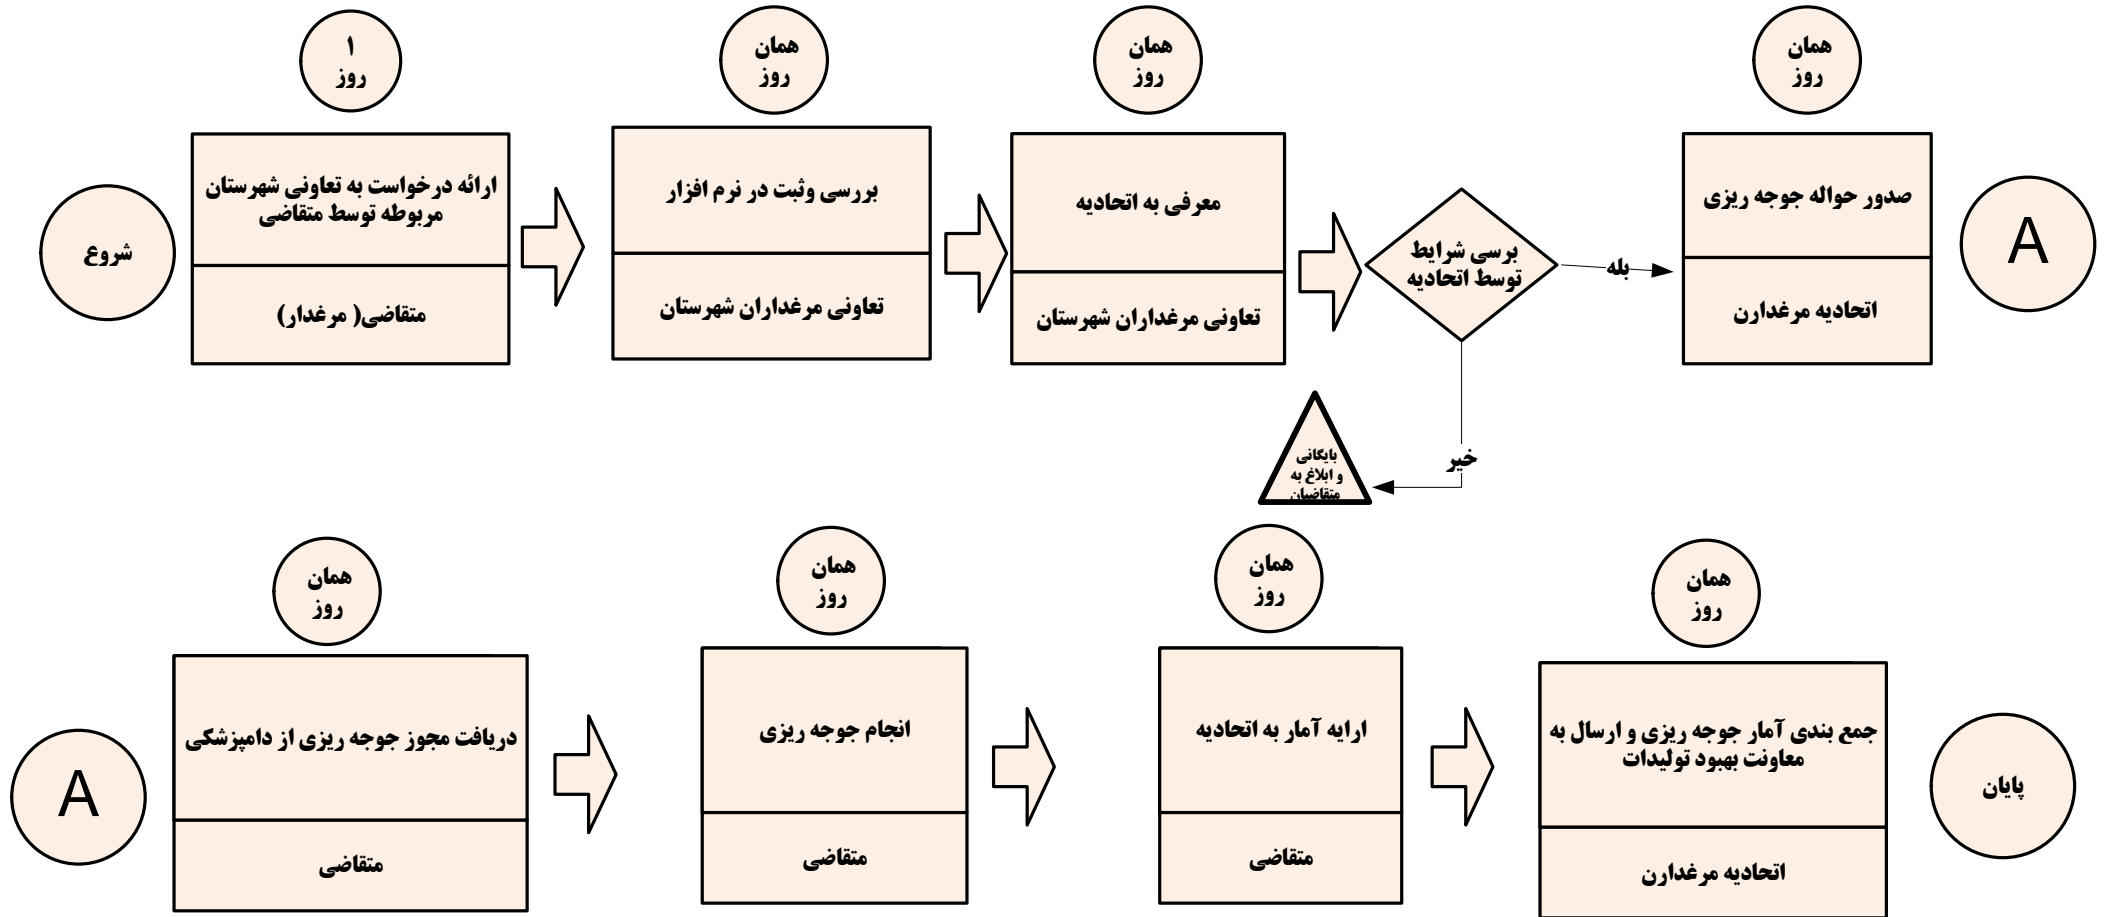 شروع
۱
روز
ارائه درخواست به تعاونی شهرستان
مربوطه توسط متقاضی
متقاضی( مرغدار)
همان
روز
بررسی وثبت در نرم افزار
تعاونی مرغداران شهرستان
همان
روز
معرفی به اتحادیه
تعاونی مرغداران شهرستان
برسی شرایط
توسط اتحادیه
بله
خیر
بایگانی
و ابلاغ به
متقاضیان
همان
روز
صدور حواله جوجه ریزی
اتحادیه مرغدارن
A
A
همان
روز
دریافت مجوز جوجه ریزی از دامپزشکی
متقاضی
همان
روز
انجام جوجه ریزی
متقاضی
همان
روز
ارایه آمار به اتحادیه
متقاضی
همان
روز
جمع بندی آمار جوجه ریزی و ارسال به
معاونت بهبود تولیدات
اتحادیه مرغدارن
پایان